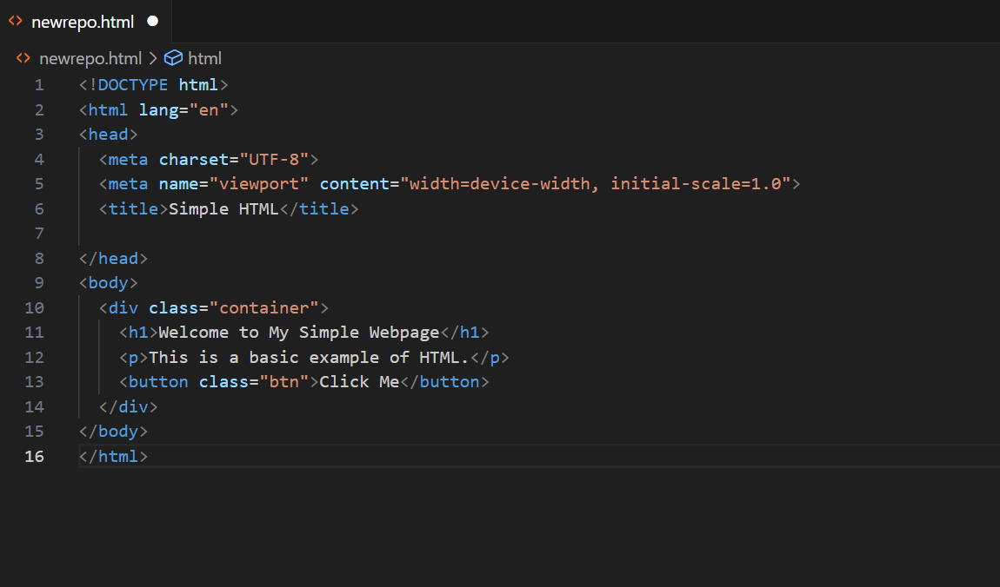 newrepo.html
newrepo.html > html
1 <!DOCTYPE html>
2 <html lang="en">
3 <head>
4   <meta charset="UTF-8">
5   <meta name="viewport" content="width=device-width, initial-scale=1.0">
6   <title>Simple HTML</title>
7
8 </head>
9 <body>
10   <div class="container">
11     <h1>Welcome to My Simple Webpage</h1>
12     <p>This is a basic example of HTML.</p>
13     <button class="btn">Click Me</button>
14   </div>
15 </body>
16 </html>